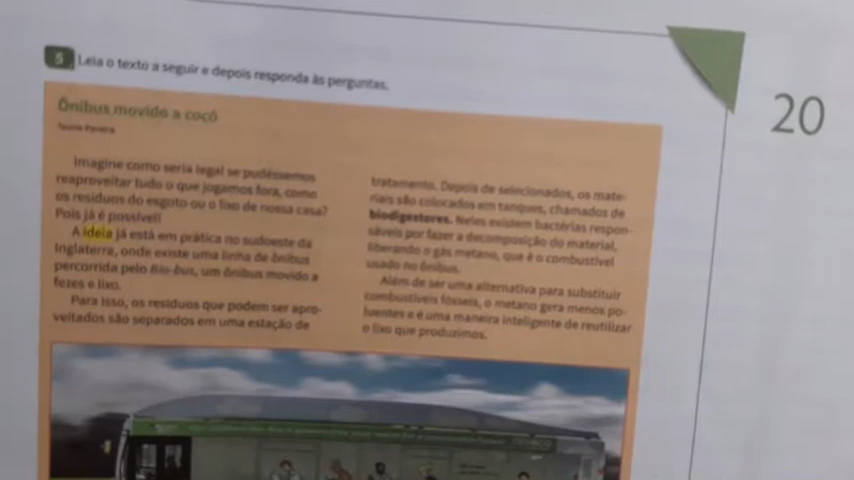 5 Leia o texto a seguir e depois responda às perguntas.
20
Ônibus movido a cocô
Pereira
Imagine como seria legal se pudéssemos
reaproveitar tudo o que jogamos fora, como
os resíduos do esgoto ou o lixo de nossa casa?
Pois já é possível!
A ideia já está em prática no sudoeste da
Inglaterra, onde existe uma linha de ônibus
percorrida pelo Bio-bus, um ônibus movido a
fezes e lixo.
Para isso, os resíduos que podem ser apro-
veitados são separados em uma estação de
tratamento. Depois de selecionados, os mate-
riais são colocados em tanques, chamados de
biodigestores. Neles existem bactérias respon-
sáveis por fazer a decomposição do material,
liberando o gás metano, que é o combustível
usado no ônibus.
Além de ser uma alternativa para substituir
combustíveis fósseis, o metano gera menos po-
luentes e é uma maneira inteligente de reutilizar
o lixo que produzimos.